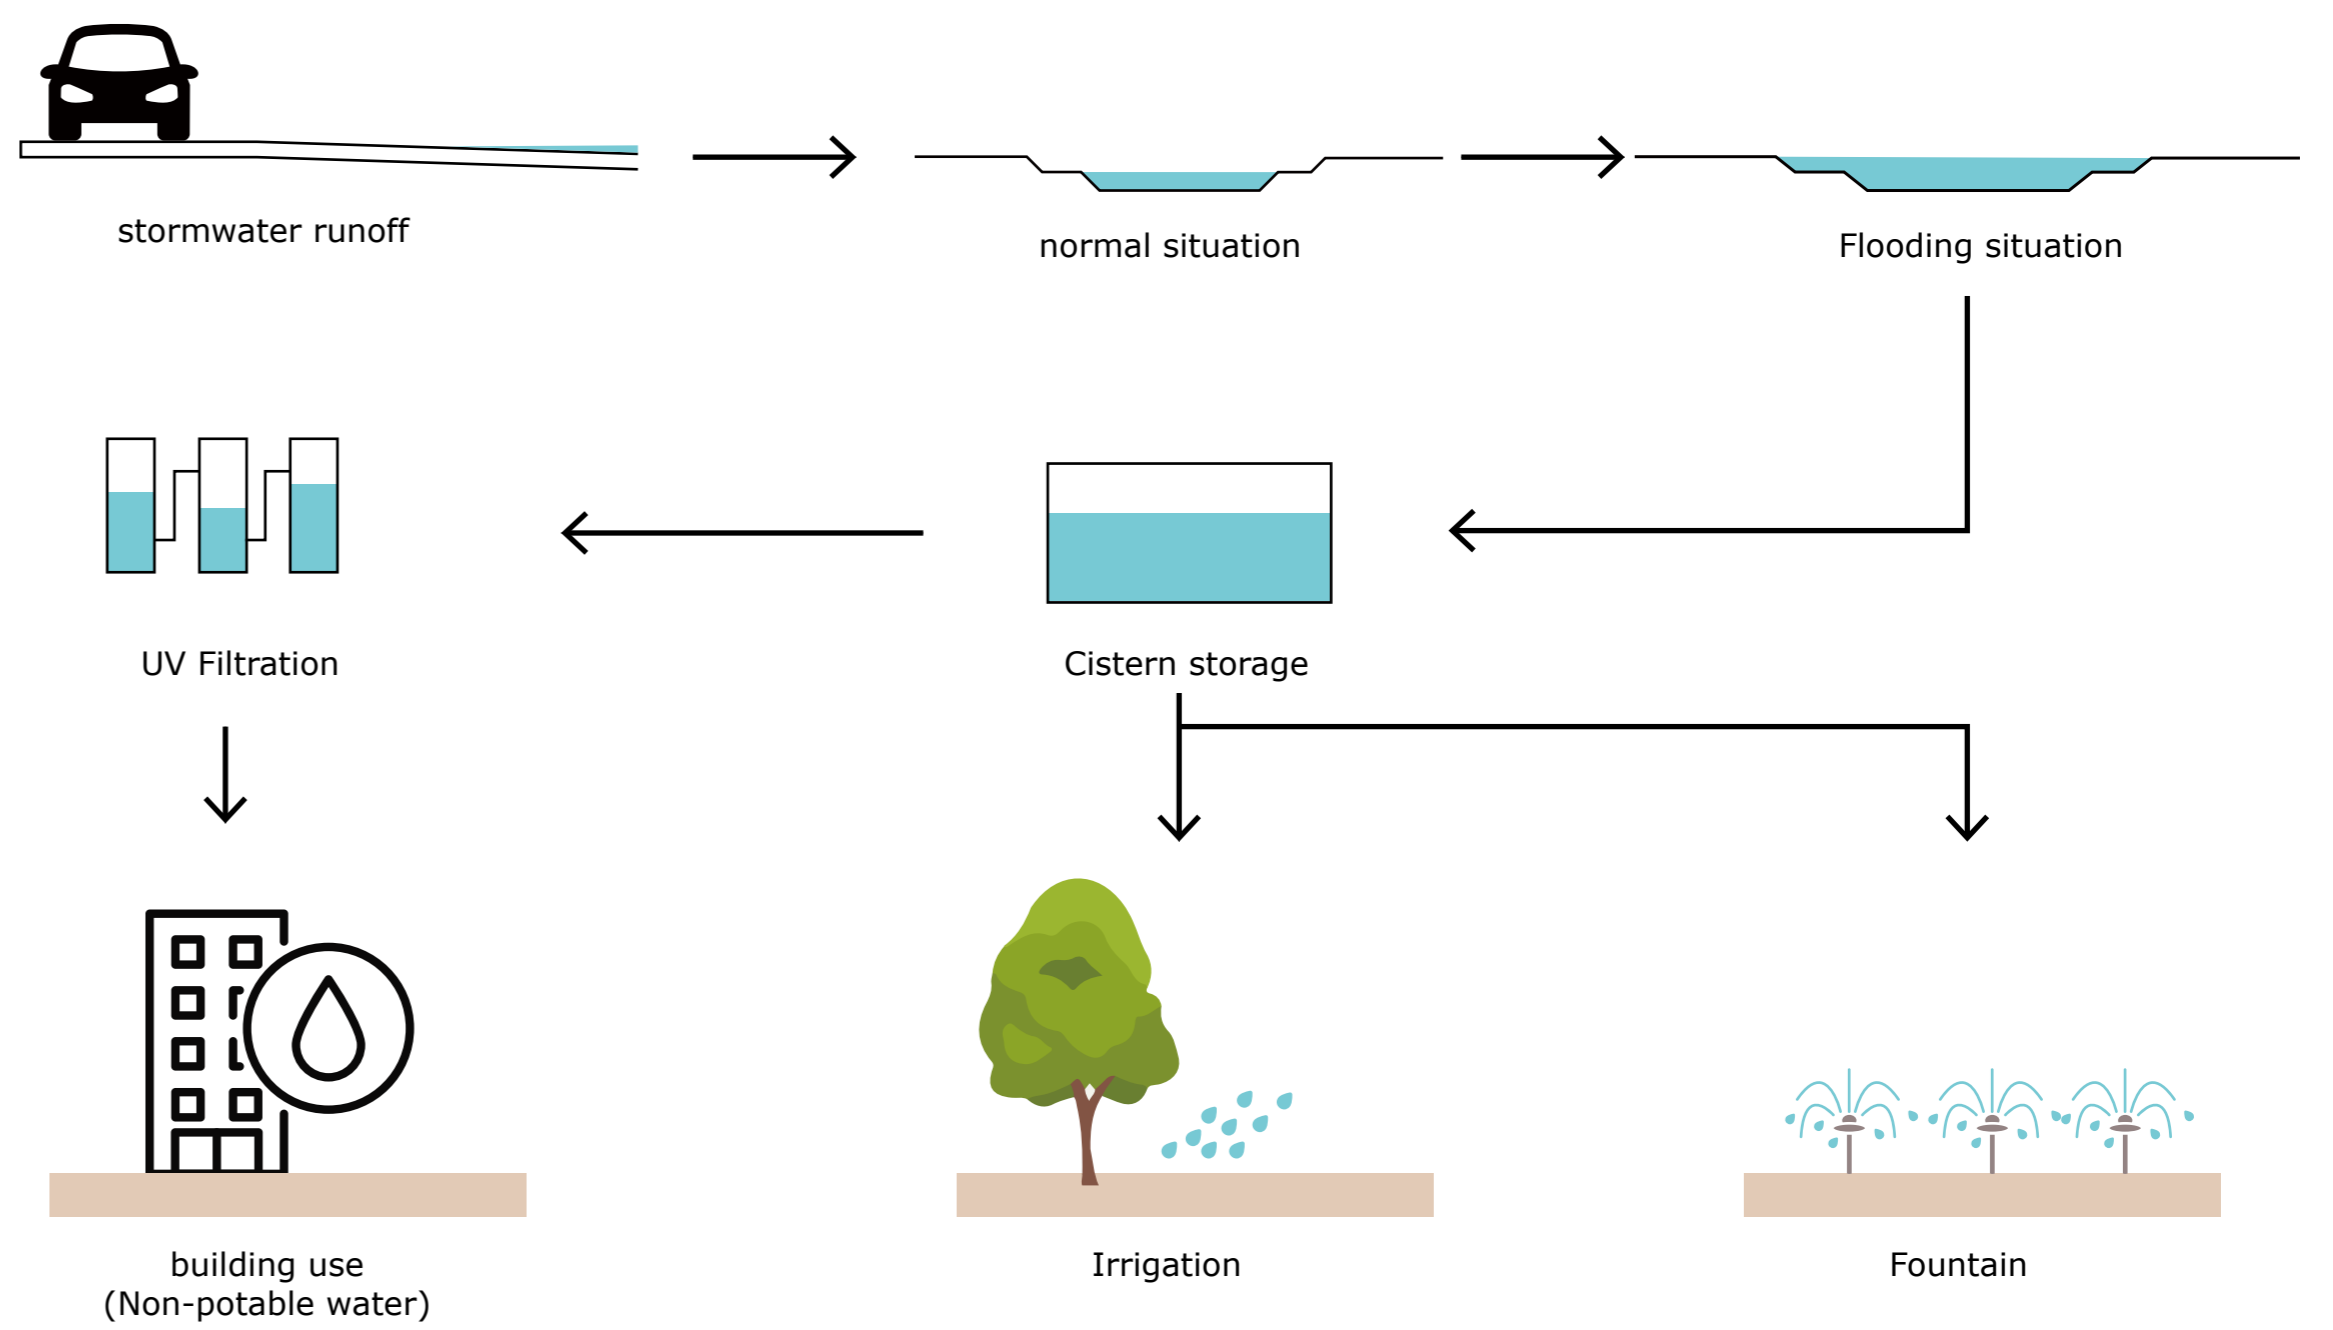 stormwater runoff
normal situation
Flooding situation
UV Filtration
Cistern storage
building use
(Non-potable water)
Irrigation
Fountain